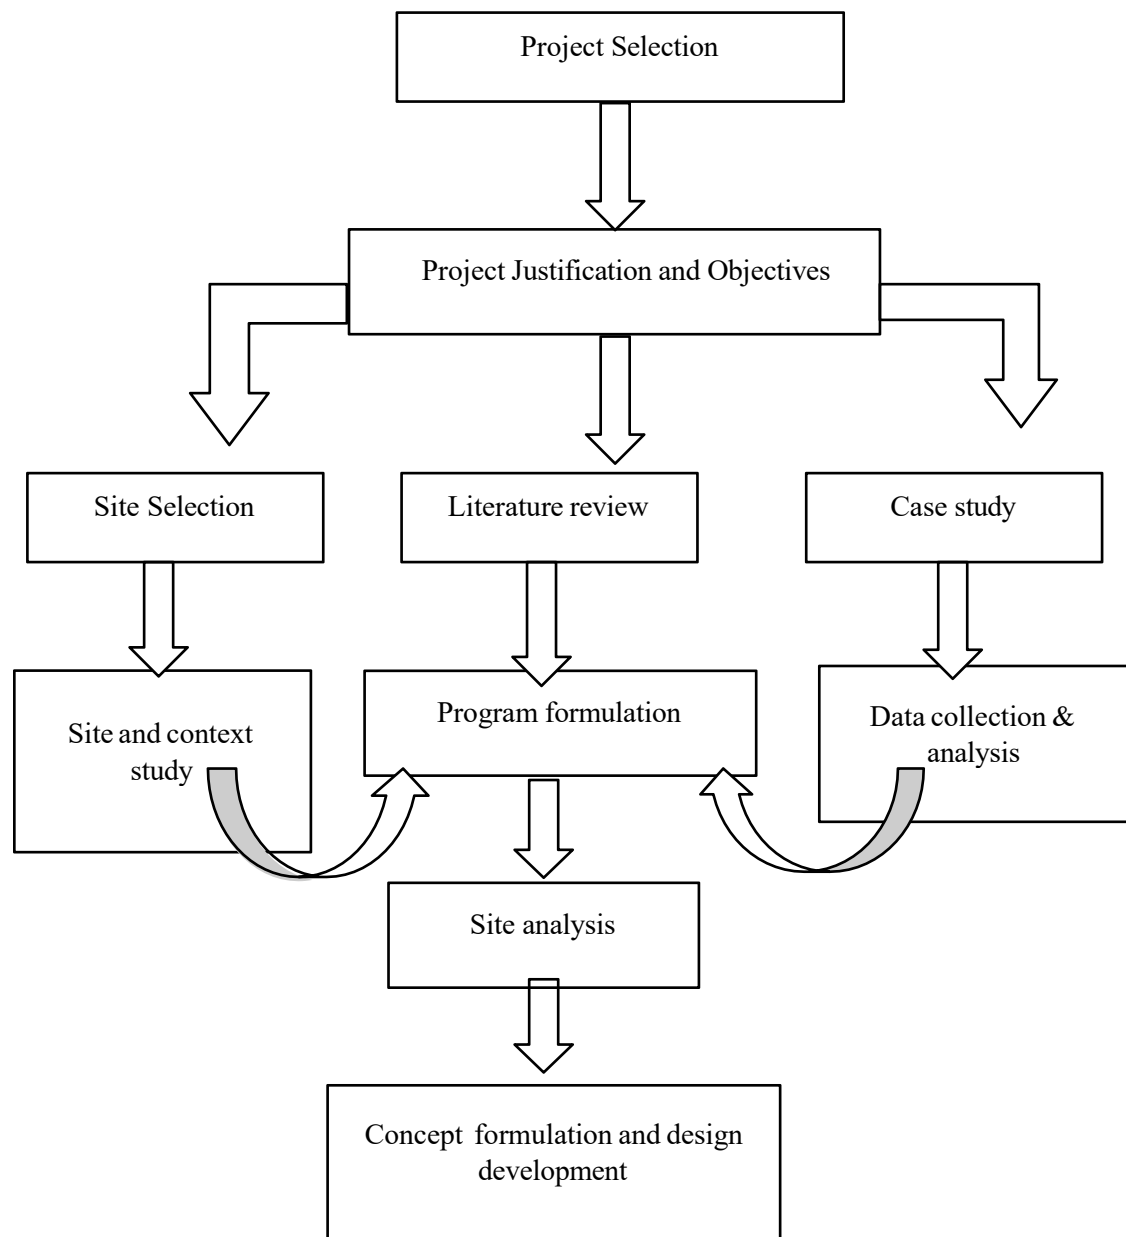 Project Selection
Project Justification and Objectives
Site Selection
Literature review
Case study
Site and context
study
Program formulation
Data collection &
analysis
Site analysis
Concept formulation and design
development